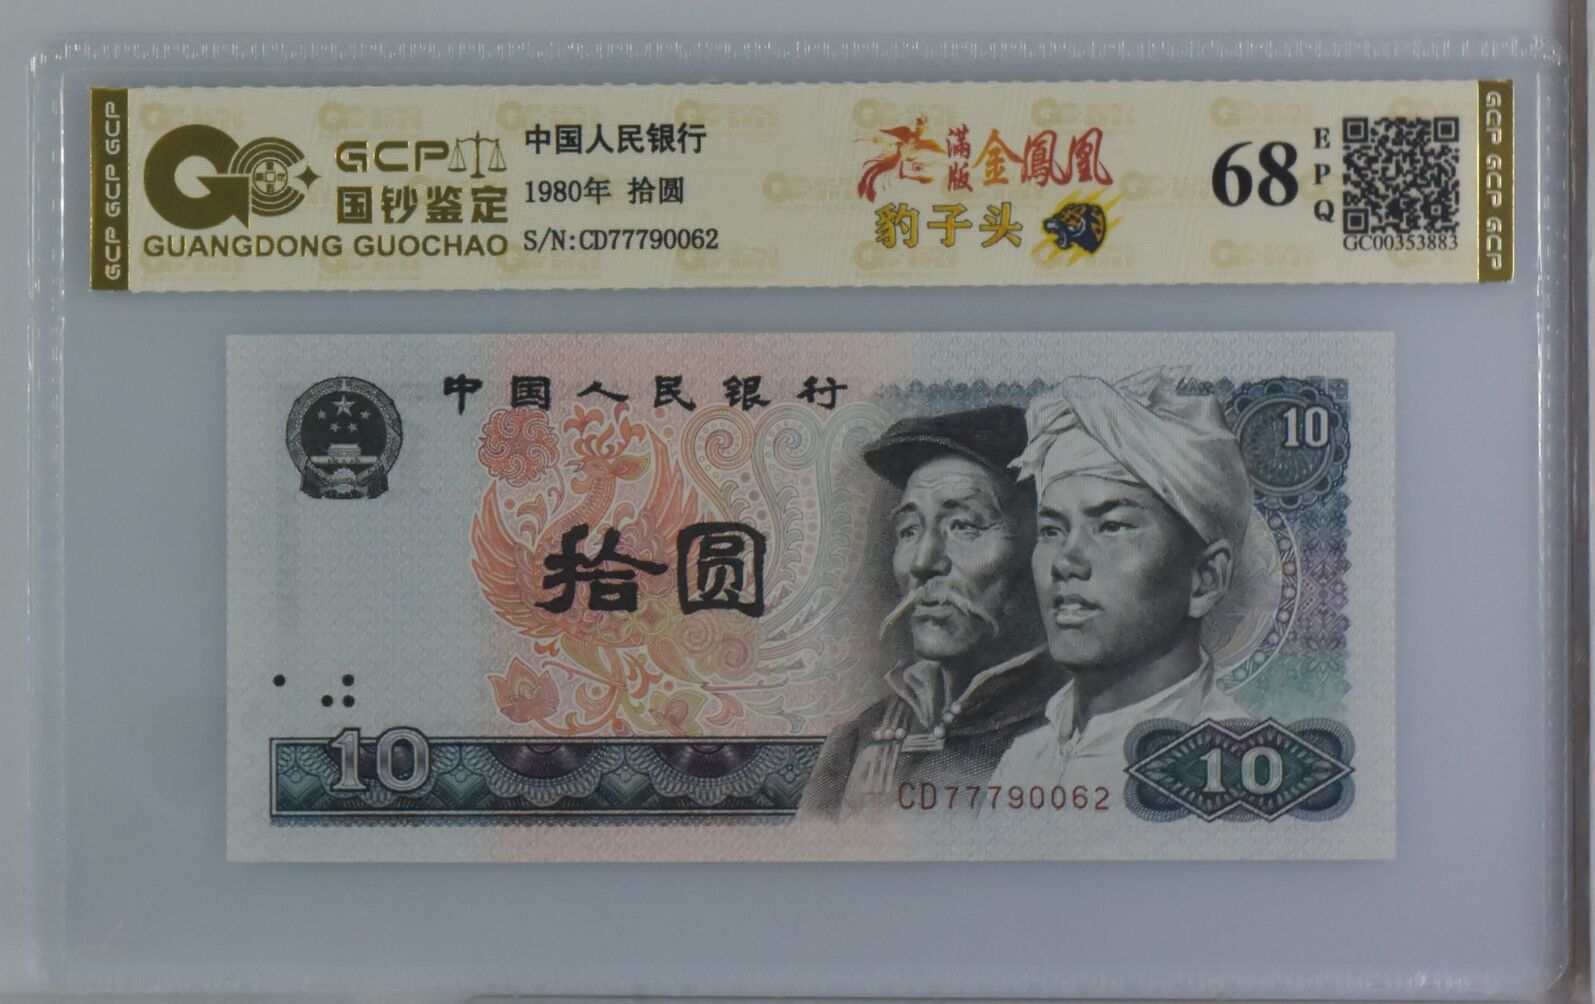 GCP GCP GCP
GCP
国钞鉴定
GUANGDONG GUOCHAO
中国人民银行
1980年 拾圆
S/N:CD77790062
满版金鳳凰
豹子头
68
EPQ
GC00353883
GCP GCP GCP
中国人民银行
10
拾圆
10
CD77790062
10